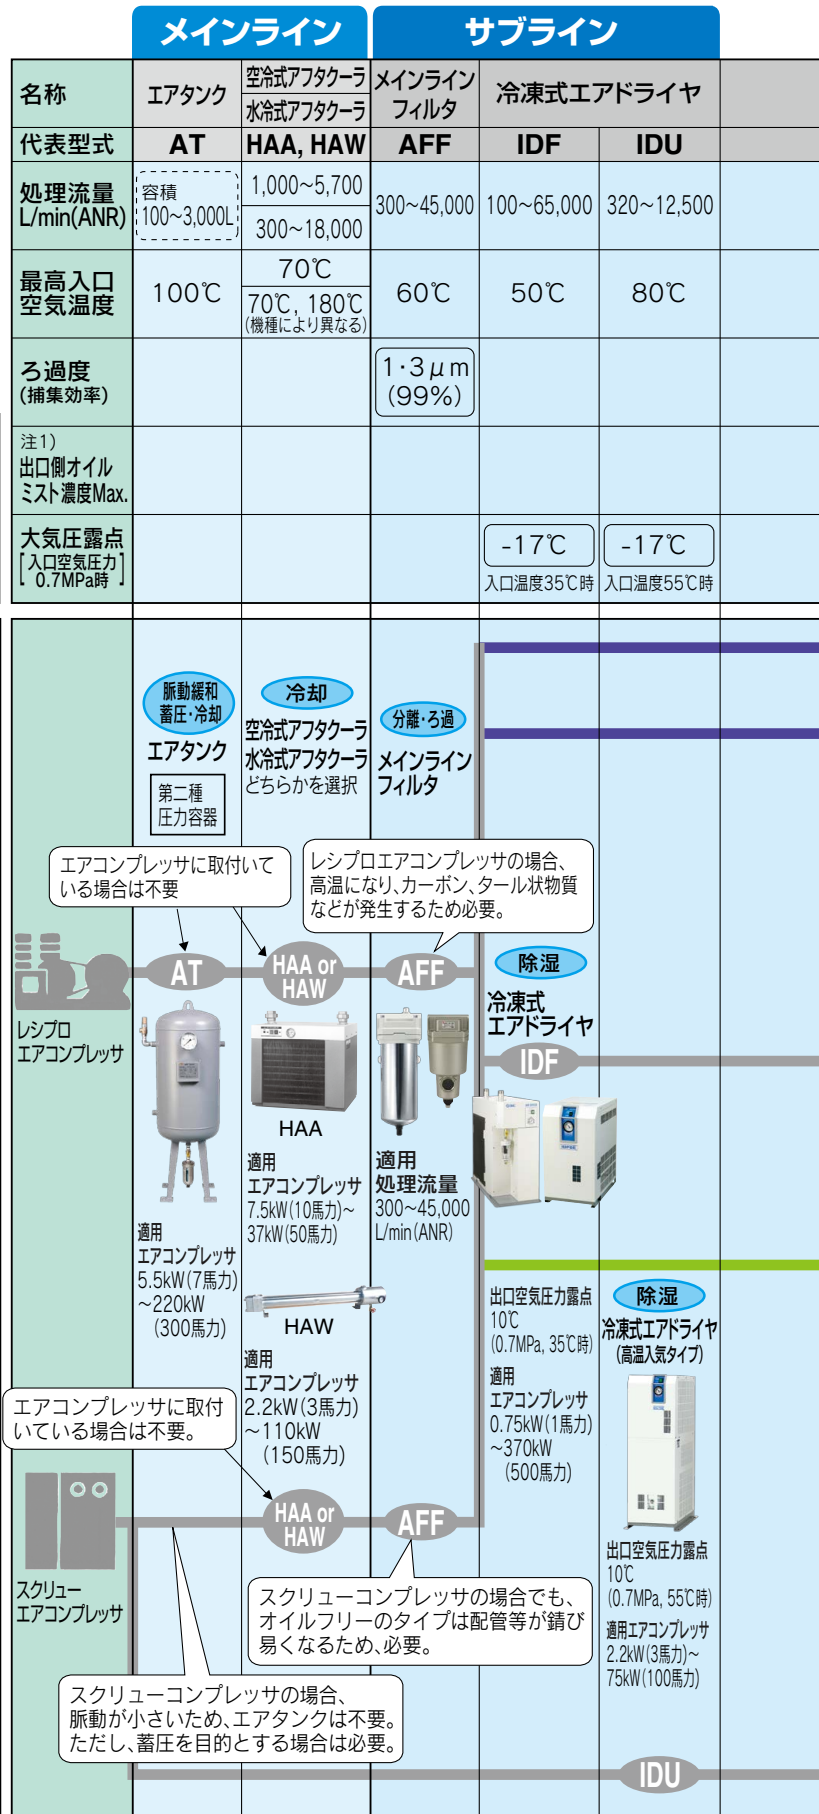 メインライン
サブライン
名称
エアタンク
空冷式アフタクーラ
水冷式アフタクーラ
メインライン
フィルタ
冷凍式エアドライヤ
代表型式
AT
HAA, HAW
AFF
IDF
IDU
処理流量
L/min(ANR)
容積
100~3,000L
1,000~5,700
300~18,000
300~45,000
100~65,000
320~12,500
最高入口
空気温度
100℃
70℃
70℃, 180℃
(機種により異なる)
60℃
50℃
80℃
ろ過度
(捕集効率)
1・3μm
(99%)
注1)
出口側オイル
ミスト濃度Max.
大気圧露点
[入口空気圧力
0.7MPa時]
-17℃
入口温度35℃時
-17℃
入口温度55℃時
脈動緩和
蓄圧・冷却
エアタンク
第二種
圧力容器
冷却
空冷式アフタクーラ
水冷式アフタクーラ
どちらかを選択
分離・ろ過
メインライン
フィルタ
エアコンプレッサに取付いて
いる場合は不要
レシプロエアコンプレッサの場合、
高温になり、カーボン、タール状物質
などが発生するため必要。
AT
HAA or
HAW
AFF
レシプロ
エアコンプレッサ
除湿
冷凍式
エアドライヤ
IDF
HAA
適用
エアコンプレッサ
7.5kW(10馬力)~
37kW(50馬力)
適用
処理流量
300~45,000
L/min(ANR)
適用
エアコンプレッサ
5.5kW(7馬力)
~220kW
(300馬力)
HAW
適用
エアコンプレッサ
2.2kW(3馬力)
~110kW
(150馬力)
出口空気圧力露点
10℃
(0.7MPa, 35℃時)
適用
エアコンプレッサ
0.75kW(1馬力)
~370kW
(500馬力)
除湿
冷凍式エアドライヤ
(高温入気タイプ)
エアコンプレッサに取付
いている場合は不要。
HAA or
HAW
AFF
スクリュー
エアコンプレッサ
出口空気圧力露点
10℃
(0.7MPa, 55℃時)
適用エアコンプレッサ
2.2kW(3馬力)~
75kW(100馬力)
スクリューコンプレッサの場合でも、
オイルフリーのタイプは配管等が錆び
易くなるため、必要。
スクリューコンプレッサの場合、
脈動が小さいため、エアタンクは不要。
ただし、蓄圧を目的とする場合は必要。
IDU